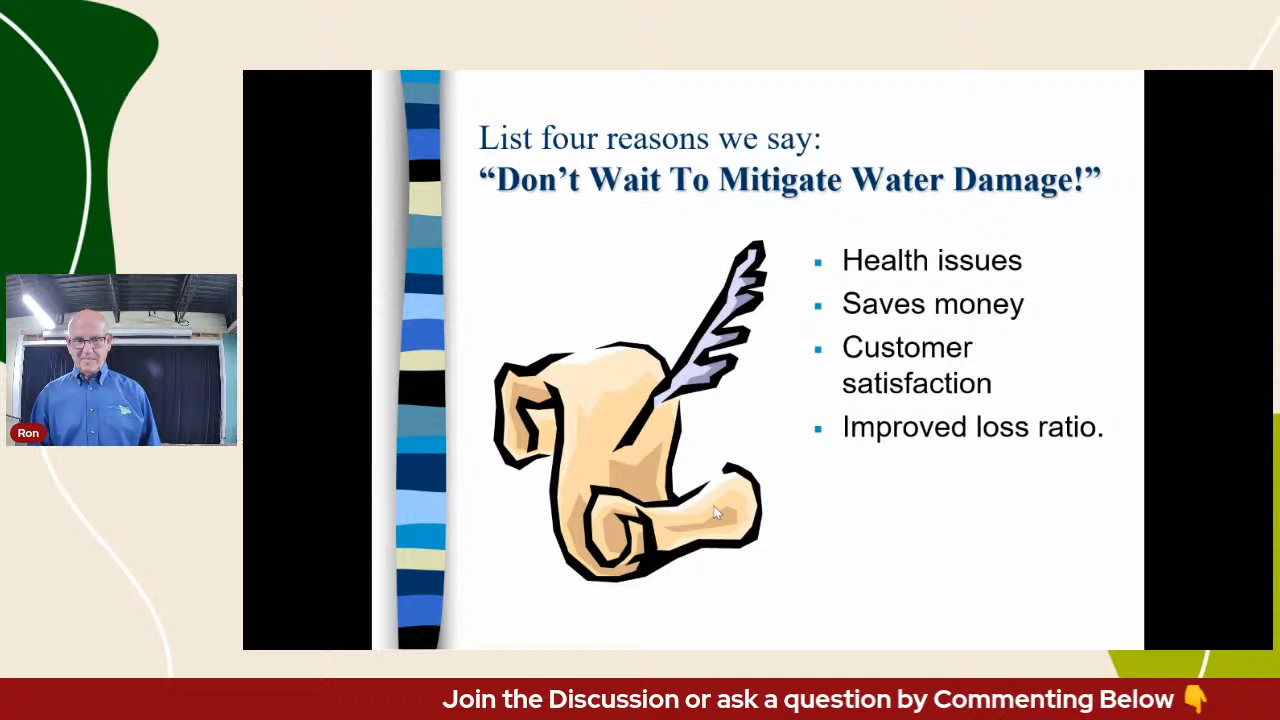 List four reasons we say:
“Don’t Wait To Mitigate Water Damage!”
▪ Health issues
▪ Saves money
▪ Customer
satisfaction
▪ Improved loss ratio.
Ron
Join the Discussion or ask a question by Commenting Below 👇